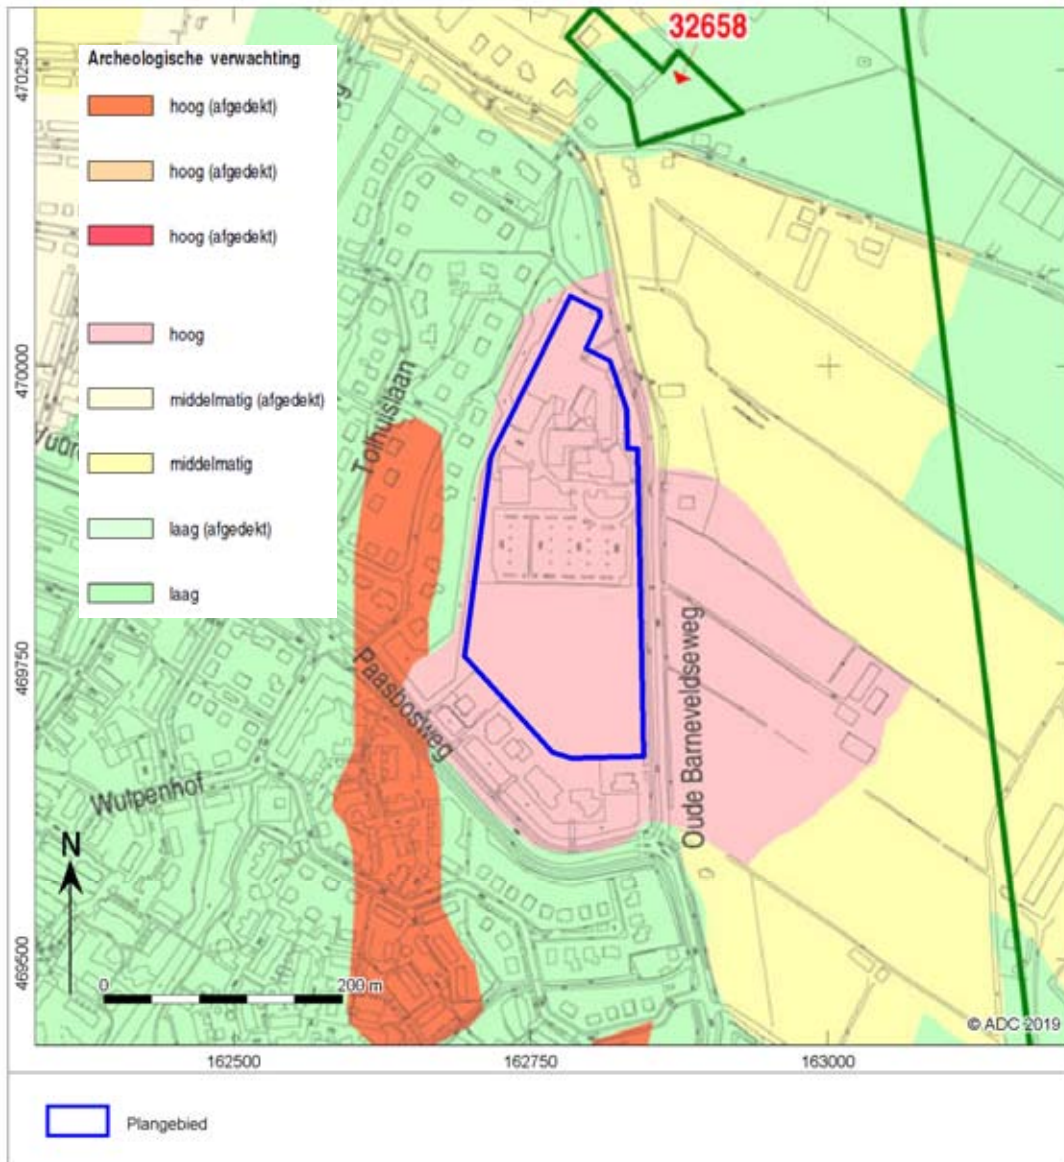 32658
470250
Archeologische verwachting
hoog (afgedekt)
hoog (afgedekt)
hoog (afgedekt)
hoog
middelmatig (afgedekt)
middelmatig
laag (afgedekt)
laag
470000
Tolhuislaan
469750
Paasbosweg
Oude Barneveldseweg
Wulpenhof
N
469500
0 200 m
© ADC 2019
162500 162750 163000
Plangebied